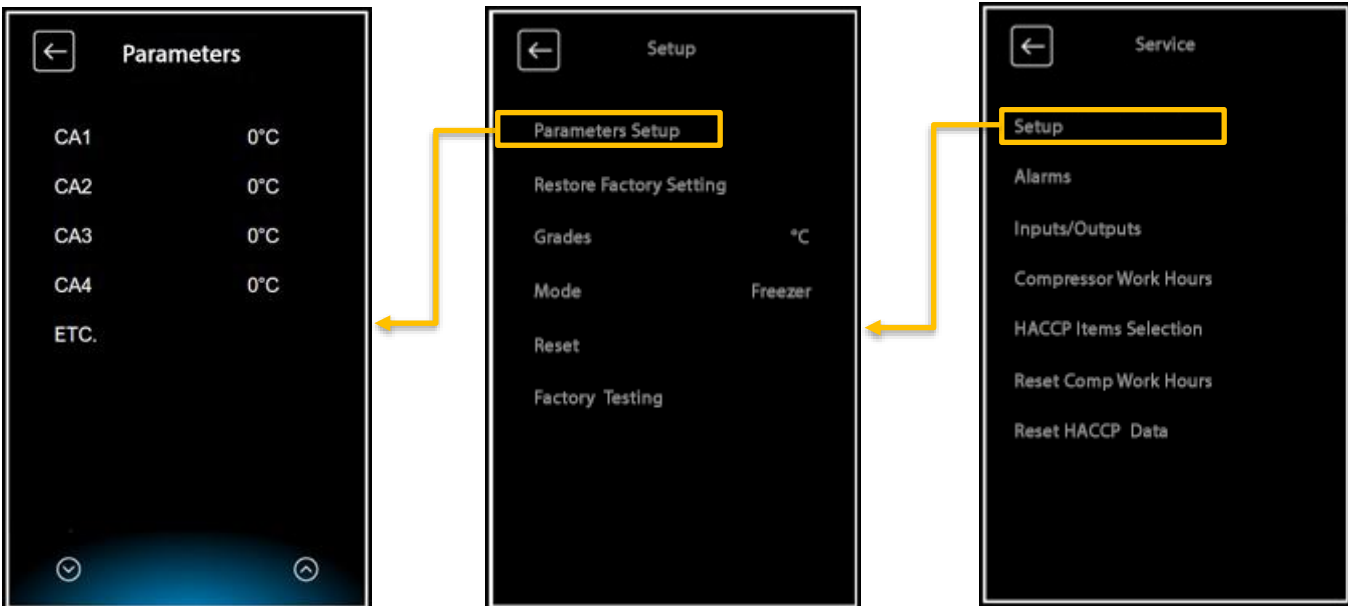 Parameters
CA1 0°C
CA2 0°C
CA3 0°C
CA4 0°C
ETC.
Setup
Parameters Setup
Restore Factory Setting
Grades °C
Mode Freezer
Reset
Factory Testing
Service
Setup
Alarms
Inputs/Outputs
Compressor Work Hours
HACCP Items Selection
Reset Comp Work Hours
Reset HACCP Data